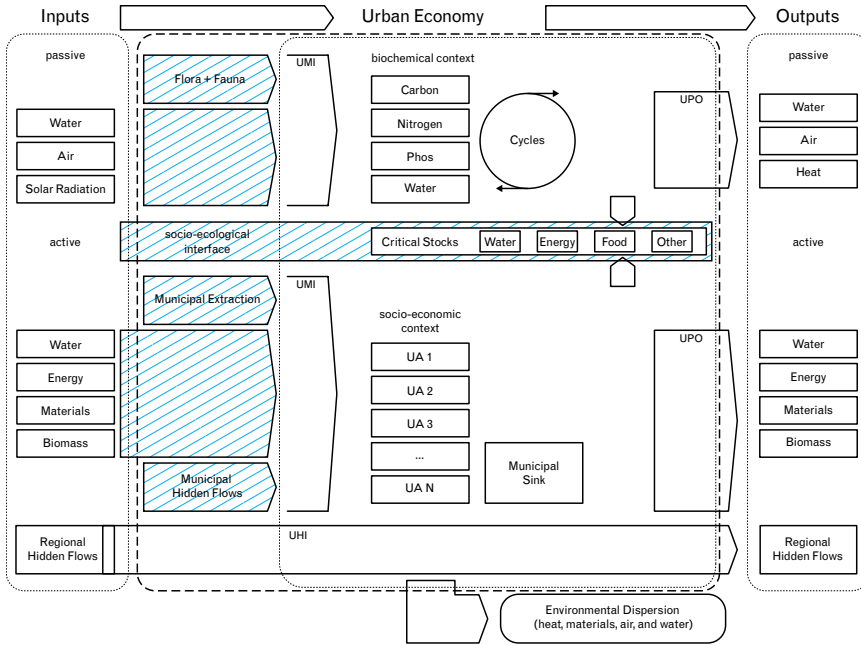 Inputs
Urban Economy
Outputs
passive
Water
Air
Solar Radiation
active
Water
Energy
Materials
Biomass
Regional
Hidden Flows
Flora + Fauna
UMI
biochemical context
Carbon
Nitrogen
Phos
Water
Cycles
UPO
socio-ecological
interface
Critical Stocks
Water
Energy
Food
Other
Municipal Extraction
UMI
socio-economic
context
UA 1
UA 2
UA 3
...
UA N
Municipal
Sink
UPO
Municipal
Hidden Flows
UHI
Environmental Dispersion
(heat, materials, air, and water)
passive
Water
Air
Heat
active
Water
Energy
Materials
Biomass
Regional
Hidden Flows